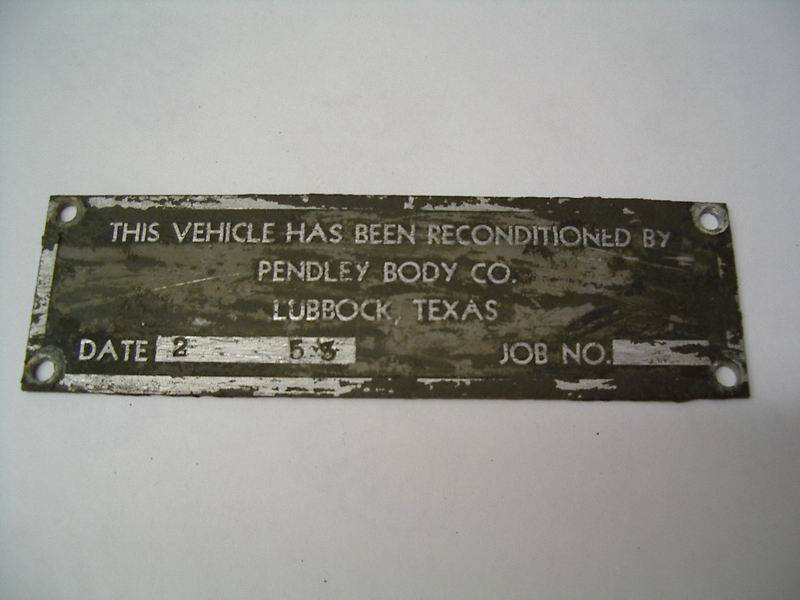 THIS VEHICLE HAS BEEN RECONDITIONED BY
PENDLEY BODY CO.
LUBBOCK, TEXAS
DATE 2 53 JOB NO.